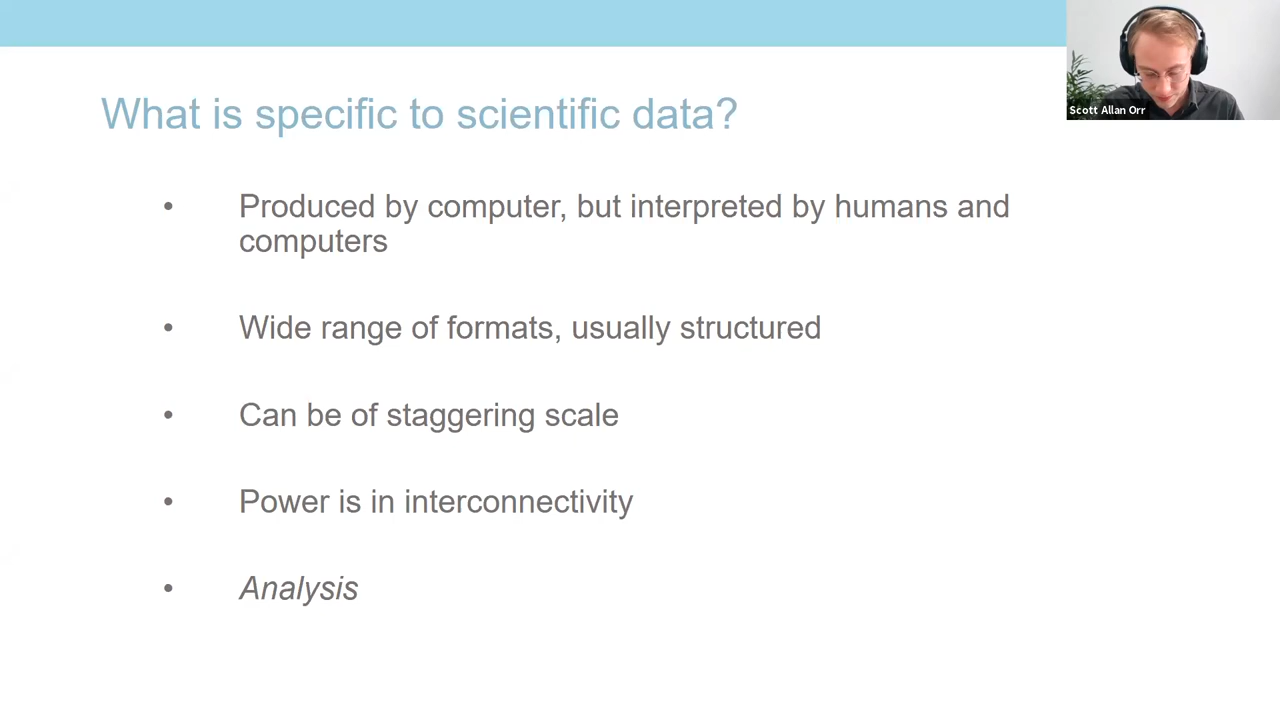 What is specific to scientific data?
Scott Allan Orr
• Produced by computer, but interpreted by humans and
computers
• Wide range of formats, usually structured
• Can be of staggering scale
• Power is in interconnectivity
• Analysis